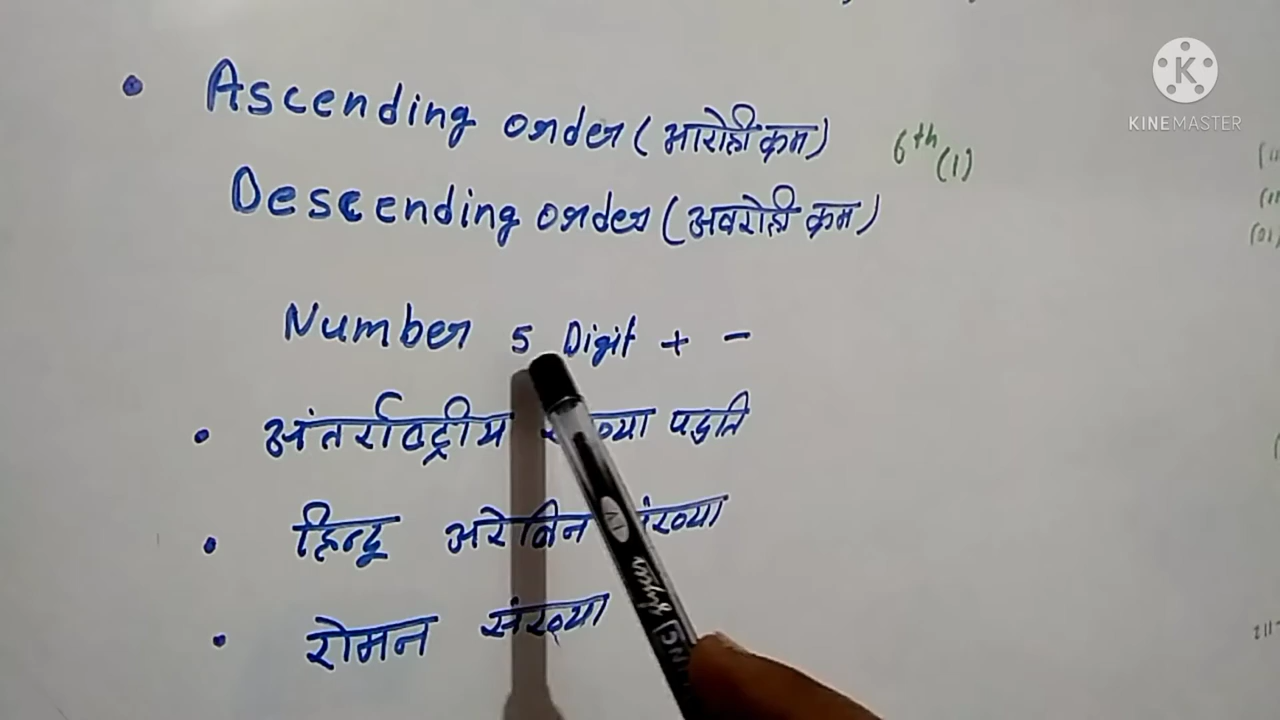 Ascending order (आरोही क्रम)
6th (1)
Descending order (अवरोही क्रम)
Number 5 Digit + -
अंतर्राष्ट्रीय संख्या पद्धति
हिन्दू अरेबिन संख्या
रोमन संख्या
KINEMASTER